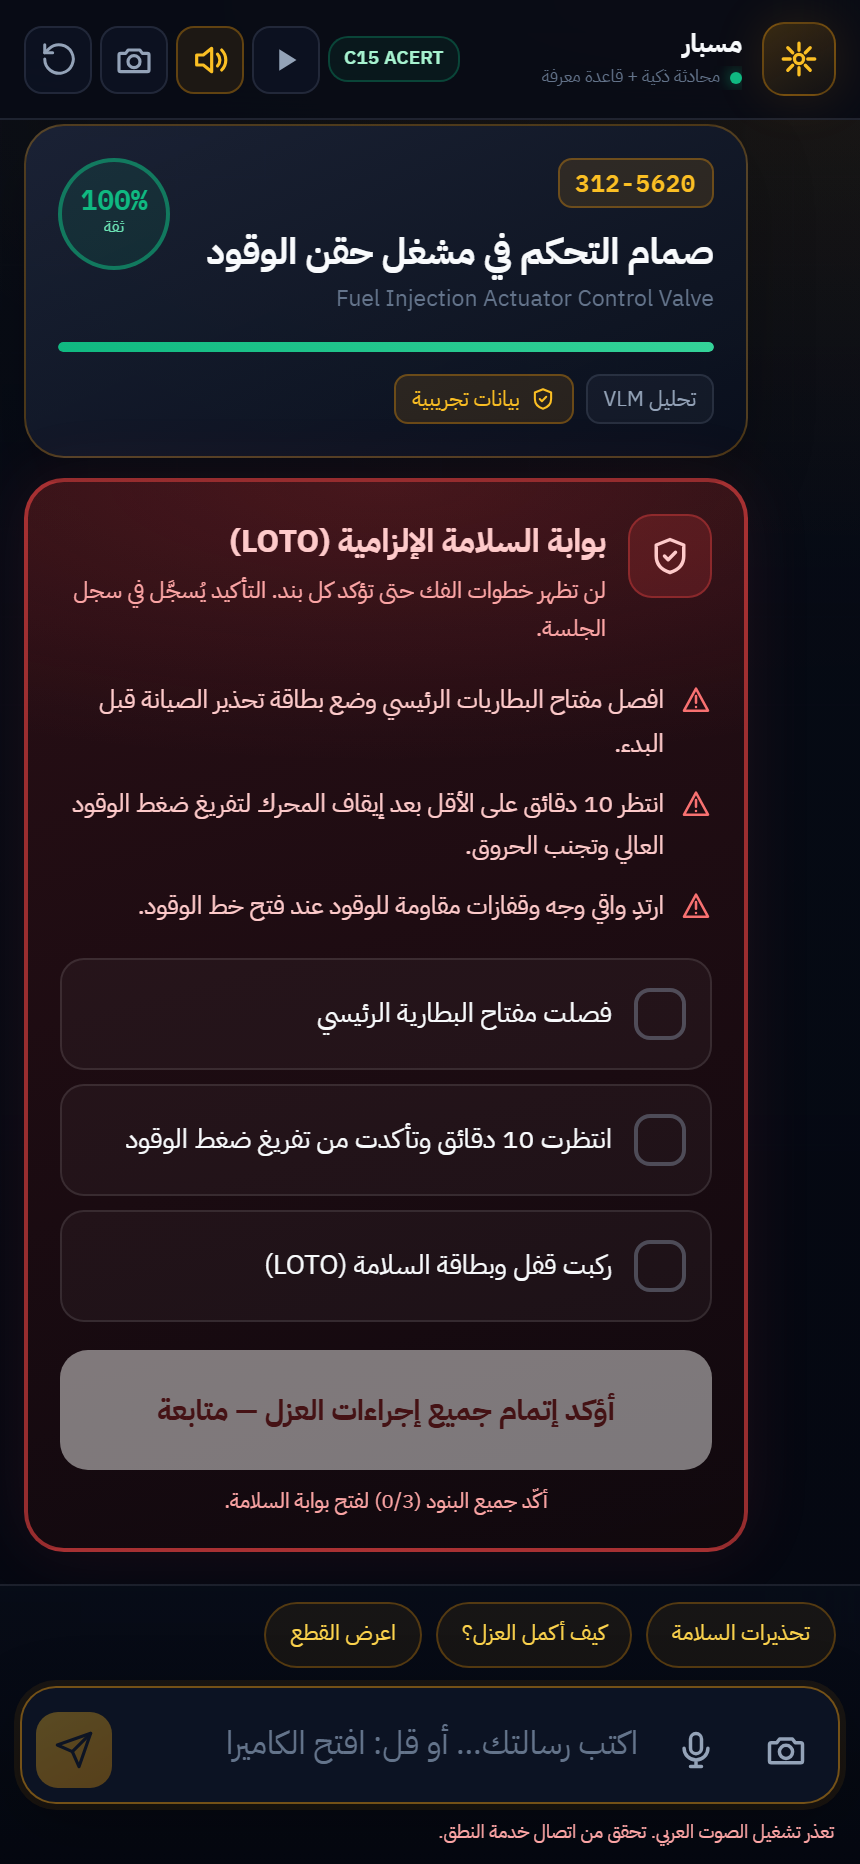 مسبار
محادثة ذكية + قاعدة معرفة
C15 ACERT
312-5620
100%
ثقة
صمام التحكم في مشغل حقن الوقود
Fuel Injection Actuator Control Valve
تحليل VLM
بيانات تجريبية
بوابة السلامة الإلزامية (LOTO)
لن تظهر خطوات الفك حتى تؤكد كل بند. التأكيد يُسجَّل في سجل
الجلسة.
افصل مفتاح البطاريات الرئيسي وضع بطاقة تحذير الصيانة قبل
البدء.
انتظر 10 دقائق على الأقل بعد إيقاف المحرك لتفريغ ضغط الوقود
العالي وتجنب الحروق.
ارتدِ واقي وجه وقفازات مقاومة للوقود عند فتح خط الوقود.
فصلت مفتاح البطارية الرئيسي
انتظرت 10 دقائق وتأكدت من تفريغ ضغط الوقود
ركبت قفل وبطاقة السلامة (LOTO)
أؤكد إتمام جميع إجراءات العزل — متابعة
أكّد جميع البنود (0/3) لفتح بوابة السلامة.
تحذيرات السلامة
كيف أكمل العزل؟
اعرض القطع
اكتب رسالتك... أو قل: افتح الكاميرا
تعذر تشغيل الصوت العربي. تحقق من اتصال خدمة النطق.